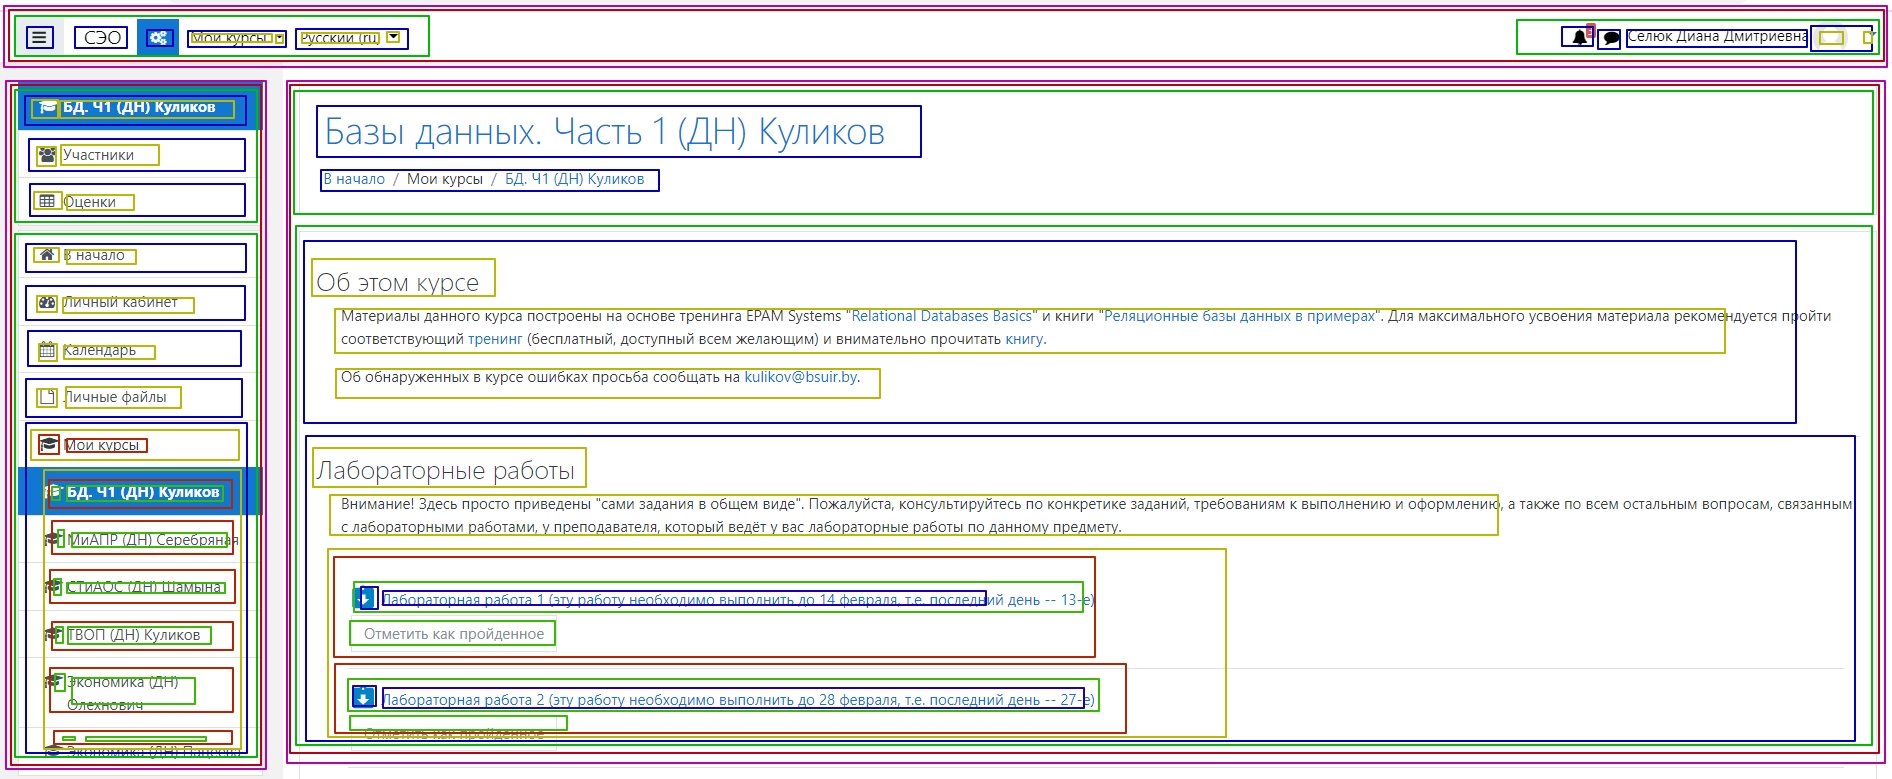 СЭО
Мои курсы
Русский (ru)
Селюк Диана Дмитриевна
БД. Ч1 (ДН) Куликов
Участники
Оценки
В начало
Личный кабинет
Календарь
Личные файлы
Мои курсы
БД. Ч1 (ДН) Куликов
МиАПР (ДН) Серебряная
СТиАОС (ДН) Шамына
ТВОП (ДН) Куликов
Экономика (ДН)
Олехнович
Экономика (ДН)
Базы данных. Часть 1 (ДН) Куликов
В начало / Мои курсы / БД. Ч1 (ДН) Куликов
Об этом курсе
Материалы данного курса построены на основе тренинга EPAM Systems "Relational Databases Basics" и книги "Реляционные базы данных в примерах". Для максимального усвоения материала рекомендуется пройти
соответствующий тренинг (бесплатный, доступный всем желающим) и внимательно прочитать книгу.
Об обнаруженных в курсе ошибках просьба сообщать на kulikov@bsuir.by.
Лабораторные работы
Внимание! Здесь просто приведены "сами задания в общем виде". Пожалуйста, консультируйтесь по конкретике заданий, требованиям к выполнению и оформлению, а также по всем остальным вопросам, связанным
с лабораторными работами, у преподавателя, который ведёт у вас лабораторные работы по данному предмету.
Лабораторная работа 1 (эту работу необходимо выполнить до 14 февраля, т.е. последний день -- 13-е)
Отметить как пройденное
Лабораторная работа 2 (эту работу необходимо выполнить до 28 февраля, т.е. последний день -- 27-е)
Отметить как пройденное